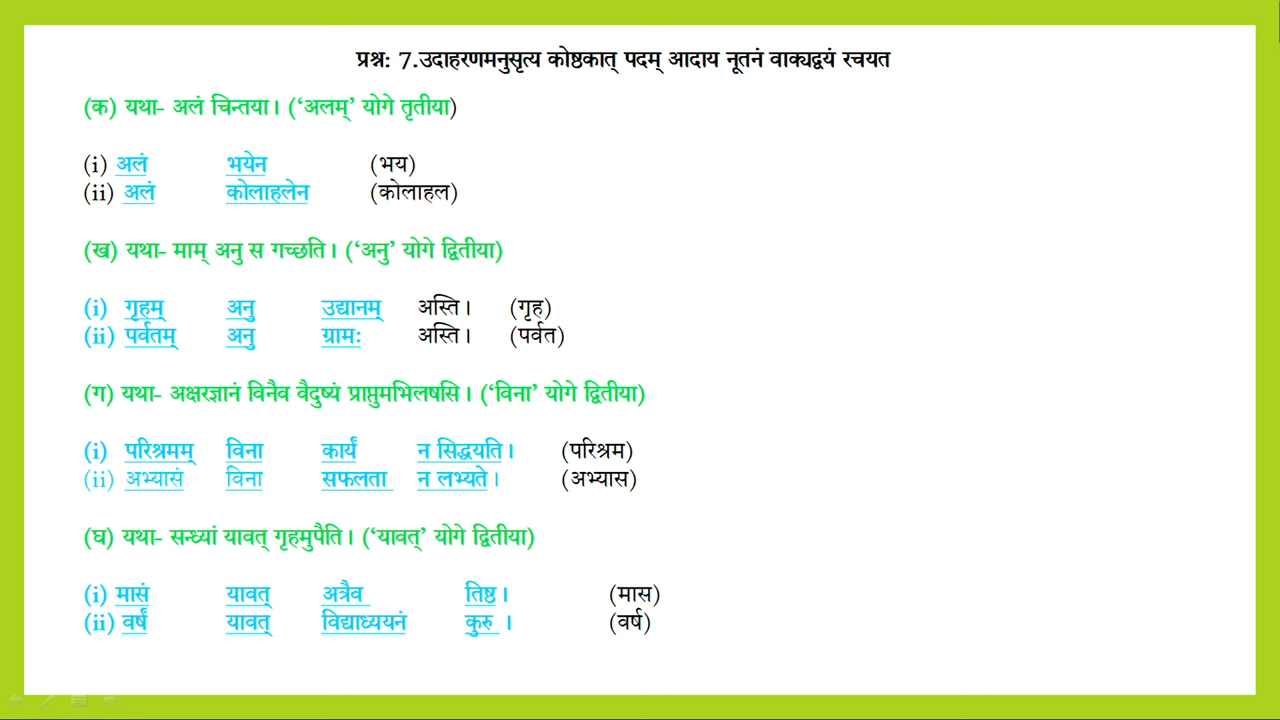 प्रश्न: 7.उदाहरणमनुसृत्य कोष्ठकात् पदम् आदाय नूतनं वाक्यद्वयं रचयत
(क) यथा- अलं चिन्तया। (‘अलम्’ योगे तृतीया)
(i) अलं भयेन (भय)
(ii) अलं कोलाहलेन (कोलाहल)
(ख) यथा- माम् अनु स गच्छति। (‘अनु’ योगे द्वितीया)
(i) गृहम् अनु उद्यानम् अस्ति। (गृह)
(ii) पर्वतम् अनु ग्रामः अस्ति। (पर्वत)
(ग) यथा- अक्षरज्ञानं विनैव वैदुष्यं प्राप्तुमभिलषसि। (‘विना’ योगे द्वितीया)
(i) परिश्रमम् विना कार्यं न सिद्धयति। (परिश्रम)
(ii) अभ्यासं विना सफलता न लभ्यते। (अभ्यास)
(घ) यथा- सन्ध्यां यावत् गृहमुपैति। (‘यावत्’ योगे द्वितीया)
(i) मासं यावत् अत्रैव तिष्ठ। (मास)
(ii) वर्षं यावत् विद्याध्ययनं कुरु । (वर्ष)